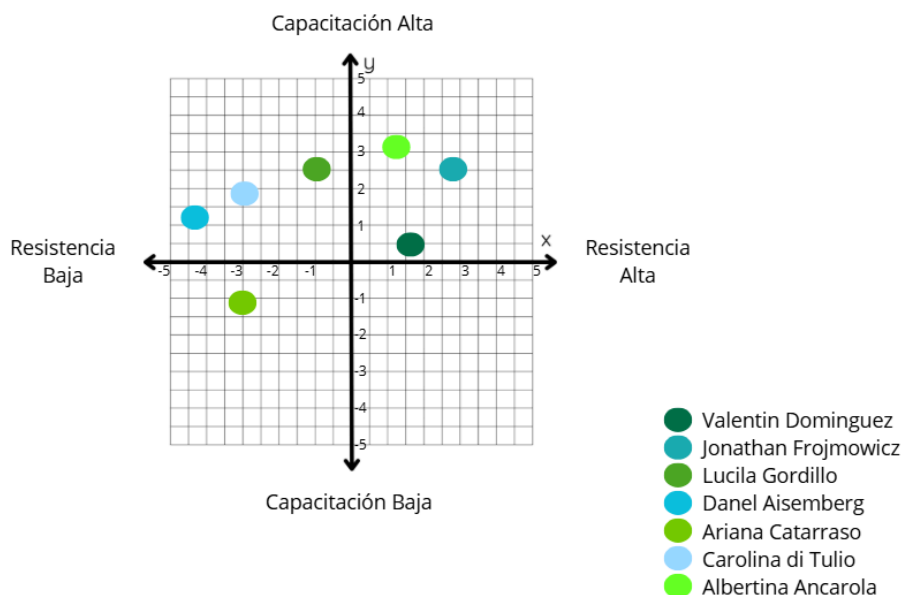 Capacitación Alta
y
5
4
3
2
1
x
Resistencia
Baja
Resistencia
Alta
-5 -4 -3 -2 -1 1 2 3 4 5
-1
-2
-3
-4
-5
Capacitación Baja
Valentin Dominguez
Jonathan Frojmowicz
Lucila Gordillo
Danel Aisemberg
Ariana Catarraso
Carolina di Tulio
Albertina Ancarola